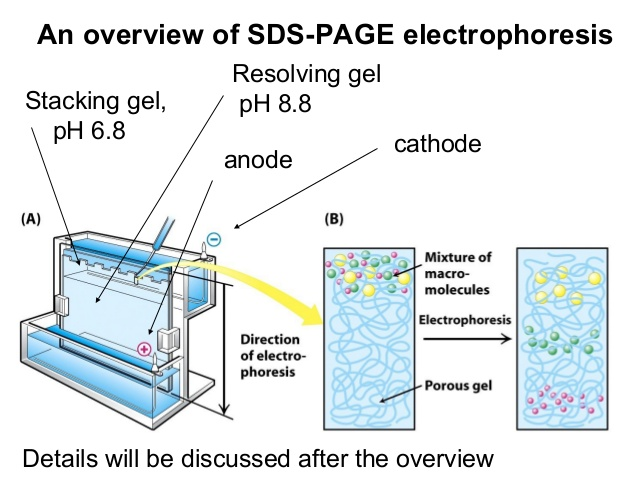 An overview of SDS-PAGE electrophoresis
Resolving gel
pH 8.8
Stacking gel,
pH 6.8
anode
cathode
(A)
(B)
−
+
Mixture of
macro-
molecules
Electrophoresis
Direction
of electro-
phoresis
Porous gel
Details will be discussed after the overview